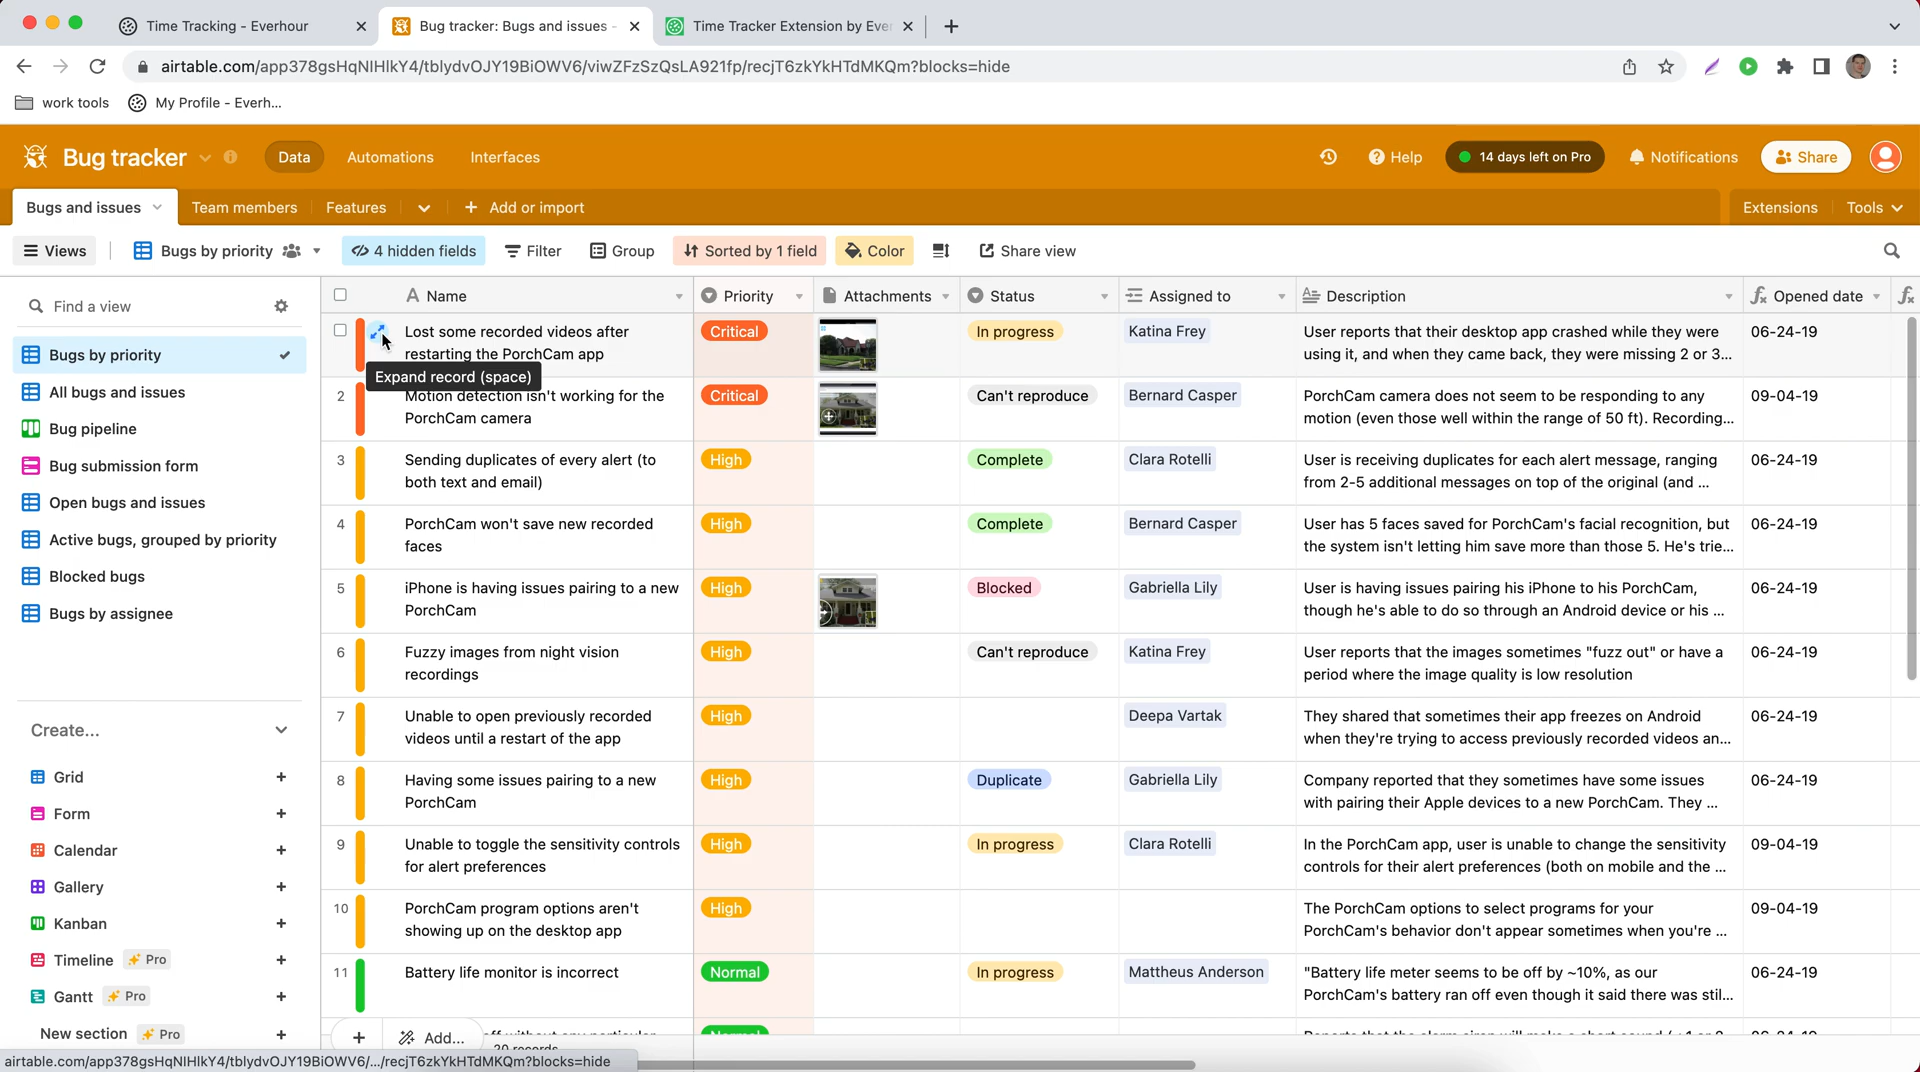 Time Tracking - Everhour
Bug tracker: Bugs and issues -
Time Tracker Extension by Eve
airtable.com/app378gsHqNIHIkY4/tblydvOJY19BiOWV6/viwZFzSzQsLA921fp/recjT6zkYkHTdMKQm?blocks=hide
work tools
My Profile - Everh...
Bug tracker
Data
Automations
Interfaces
Help
14 days left on Pro
Notifications
Share
Bugs and issues
Team members
Features
Add or import
Extensions
Tools
Views
Bugs by priority
4 hidden fields
Filter
Group
Sorted by 1 field
Color
Share view
Find a view
Bugs by priority
All bugs and issues
Bug pipeline
Bug submission form
Open bugs and issues
Active bugs, grouped by priority
Blocked bugs
Bugs by assignee
Create...
Grid
Form
Calendar
Gallery
Kanban
Timeline Pro
Gantt Pro
New section Pro
Name Priority Attachments Status Assigned to Description Opened date
Lost some recorded videos after Critical In progress Katina Frey User reports that their desktop app crashed while they were 06-24-19
restarting the PorchCam app using it, and when they came back, they were missing 2 or 3...
Expand record (space)
2 Motion detection isn't working for the Critical Can't reproduce Bernard Casper PorchCam camera does not seem to be responding to any 09-04-19
PorchCam camera motion (even those well within the range of 50 ft). Recording...
3 Sending duplicates of every alert (to High Complete Clara Rotelli User is receiving duplicates for each alert message, ranging 06-24-19
both text and email) from 2-5 additional messages on top of the original (and ...
4 PorchCam won't save new recorded High Complete Bernard Casper User has 5 faces saved for PorchCam's facial recognition, but 06-24-19
faces the system isn't letting him save more than those 5. He's trie...
5 iPhone is having issues pairing to a new High Blocked Gabriella Lily User is having issues pairing his iPhone to his PorchCam, 06-24-19
PorchCam though he's able to do so through an Android device or his ...
6 Fuzzy images from night vision High Can't reproduce Katina Frey User reports that the images sometimes "fuzz out" or have a 06-24-19
recordings period where the image quality is low resolution
7 Unable to open previously recorded High Deepa Vartak They shared that sometimes their app freezes on Android 06-24-19
videos until a restart of the app when they're trying to access previously recorded videos an...
8 Having some issues pairing to a new High Duplicate Gabriella Lily Company reported that they sometimes have some issues 06-24-19
PorchCam with pairing their Apple devices to a new PorchCam. They ...
9 Unable to toggle the sensitivity controls High In progress Clara Rotelli In the PorchCam app, user is unable to change the sensitivity 09-04-19
for alert preferences controls for their alert preferences (both on mobile and the ...
10 PorchCam program options aren't High The PorchCam options to select programs for your 09-04-19
showing up on the desktop app PorchCam's behavior don't appear sometimes when you're ...
11 Battery life monitor is incorrect Normal In progress Mattheus Anderson "Battery life meter seems to be off by ~10%, as our 06-24-19
PorchCam's battery ran off even though it said there was stil...
Add...
20 records
airtable.com/app378gsHqNIHIkY4/tblydvOJY19BiOWV6/.../recjT6zkYkHTdMKQm?blocks=hide